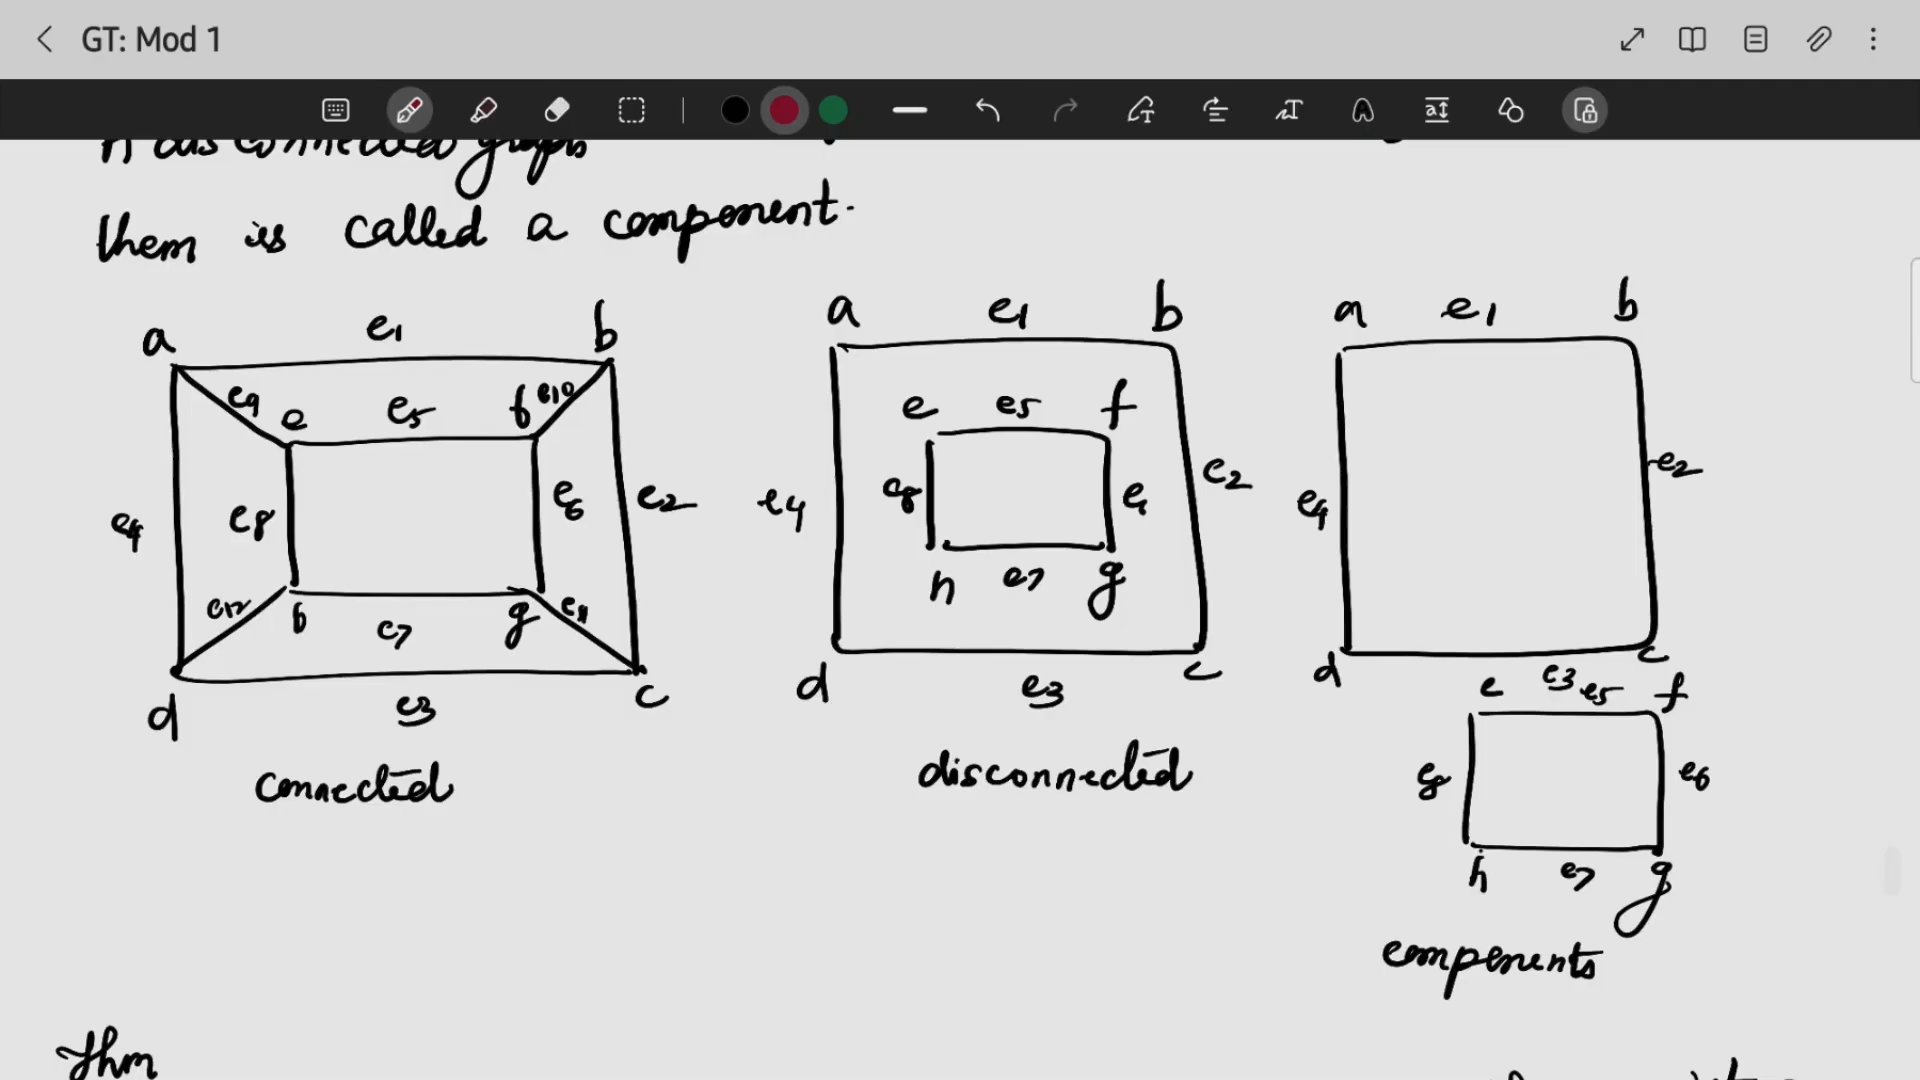 GT: Mod 1
A disconnected graph
them is called a component.
a e1 b
e9 e e5 f e10
e4 e8 e6 e2
e12 h e7 g e11
d e3 c
connected
a e1 b
e e5 f
e4 e8 e6 e2
h e7 g
d e3 c
disconnected
a e1 b
e4 e2
d e3 c
e e5 f
e8 e6
h e7 g
components
Thm